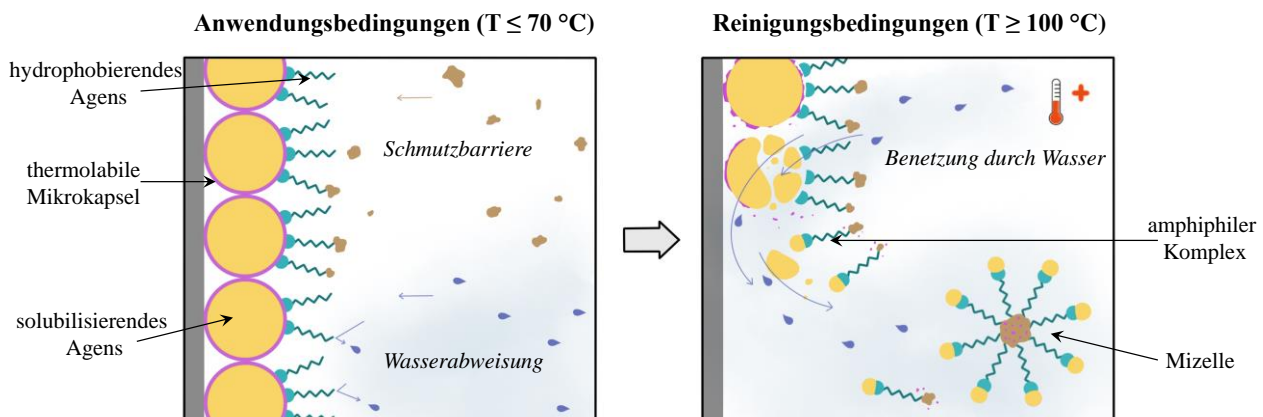 Anwendungsbedingungen (T ≤ 70 °C)
Reinigungsbedingungen (T ≥ 100 °C)
hydrophobierendes
Agens
thermolabile
Mikrokapsel
solubilisierendes
Agens
Schmutzbarriere
Wasserabweisung
Benetzung durch Wasser
amphiphiler
Komplex
Mizelle